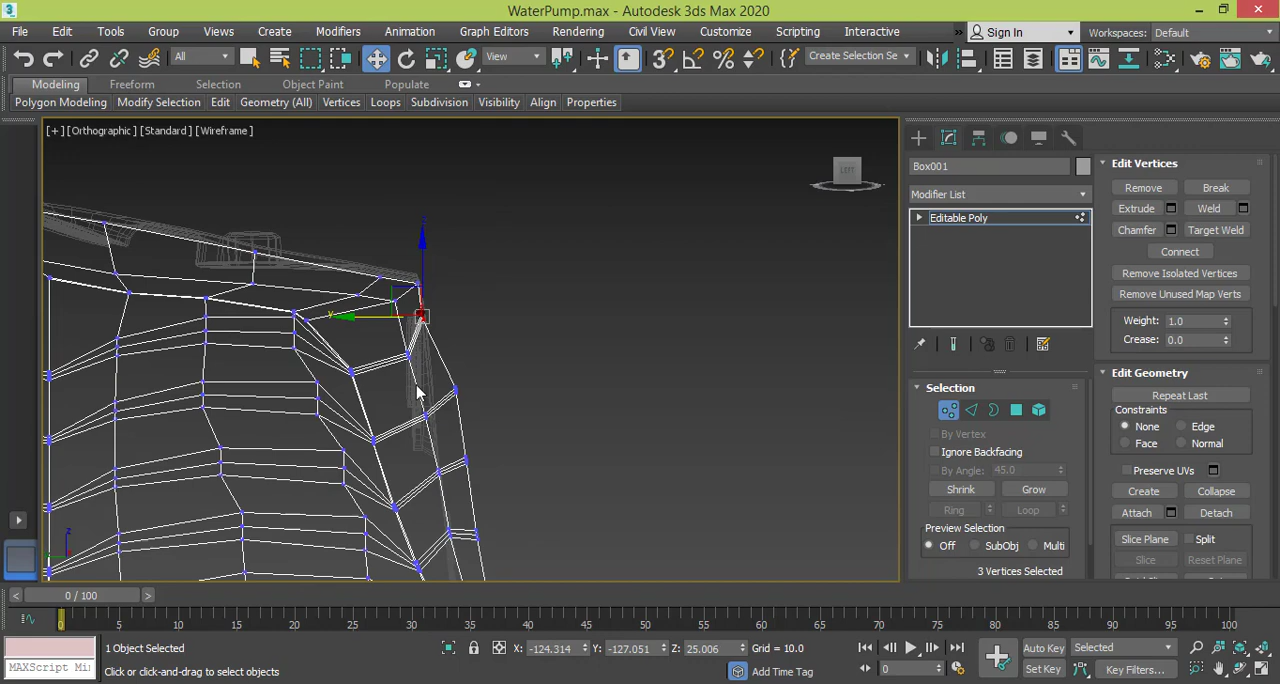 WaterPump.max - Autodesk 3ds Max 2020
File Edit Tools Group Views Create Modifiers Animation Graph Editors Rendering Civil View Customize Scripting Interactive Sign In Workspaces: Default
All View Create Selection Se
Modeling Freeform Selection Object Paint Populate
Polygon Modeling Modify Selection Edit Geometry (All) Vertices Loops Subdivision Visibility Align Properties
[+] [Orthographic] [Standard] [Wireframe]
LEFT
y
z
Box001
Modifier List
Editable Poly
Selection
By Vertex
Ignore Backfacing
By Angle: 45.0
Shrink Grow
Ring Loop
Preview Selection
Off SubObj Multi
3 Vertices Selected
Edit Vertices
Remove Break
Extrude Weld
Chamfer Target Weld
Connect
Remove Isolated Vertices
Remove Unused Map Verts
Weight: 1.0
Crease: 0.0
Edit Geometry
Repeat Last
Constraints
None Edge
Face Normal
Preserve UVs
Create Collapse
Attach Detach
Slice Plane Split
Slice Reset Plane
< 0 / 100 >
0 5 10 15 20 25 30 35 40 45 50 55 60 65 70 75 80 85 90 95 100
MAXScript Mi
1 Object Selected
Click or click-and-drag to select objects
X: -124.314 Y: -127.051 Z: 25.006 Grid = 10.0
Add Time Tag
0
Auto Key Selected
Set Key Key Filters...